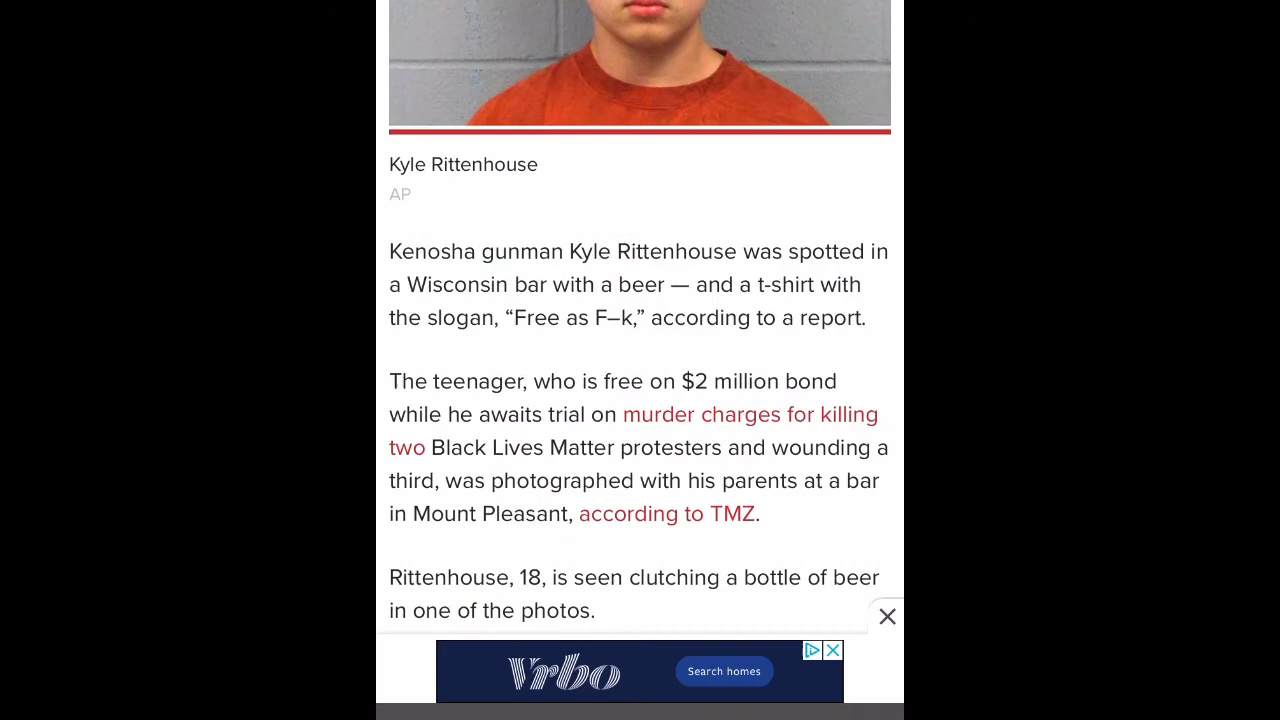 Kyle Rittenhouse
AP
Kenosha gunman Kyle Rittenhouse was spotted in
a Wisconsin bar with a beer — and a t-shirt with
the slogan, “Free as F–k,” according to a report.
The teenager, who is free on $2 million bond
while he awaits trial on murder charges for killing
two Black Lives Matter protesters and wounding a
third, was photographed with his parents at a bar
in Mount Pleasant, according to TMZ.
Rittenhouse, 18, is seen clutching a bottle of beer
in one of the photos.
Vrbo
Search homes